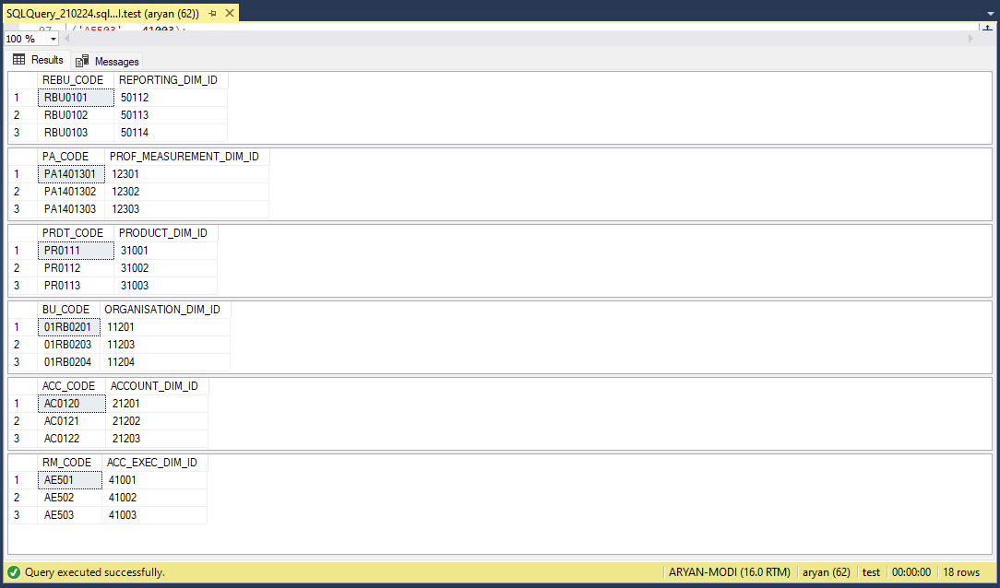 SQLQuery_210224.sql...l.test (aryan (62))
100 %
Results Messages
REBU_CODE REPORTING_DIM_ID
1 RBU0101 50112
2 RBU0102 50113
3 RBU0103 50114
PA_CODE PROF_MEASUREMENT_DIM_ID
1 PA1401301 12301
2 PA1401302 12302
3 PA1401303 12303
PRDT_CODE PRODUCT_DIM_ID
1 PR0111 31001
2 PR0112 31002
3 PR0113 31003
BU_CODE ORGANISATION_DIM_ID
1 01RB0201 11201
2 01RB0203 11203
3 01RB0204 11204
ACC_CODE ACCOUNT_DIM_ID
1 AC0120 21201
2 AC0121 21202
3 AC0122 21203
RM_CODE ACC_EXEC_DIM_ID
1 AE501 41001
2 AE502 41002
3 AE503 41003
Query executed successfully. ARYAN-MODI (16.0 RTM) aryan (62) test 00:00:00 18 rows